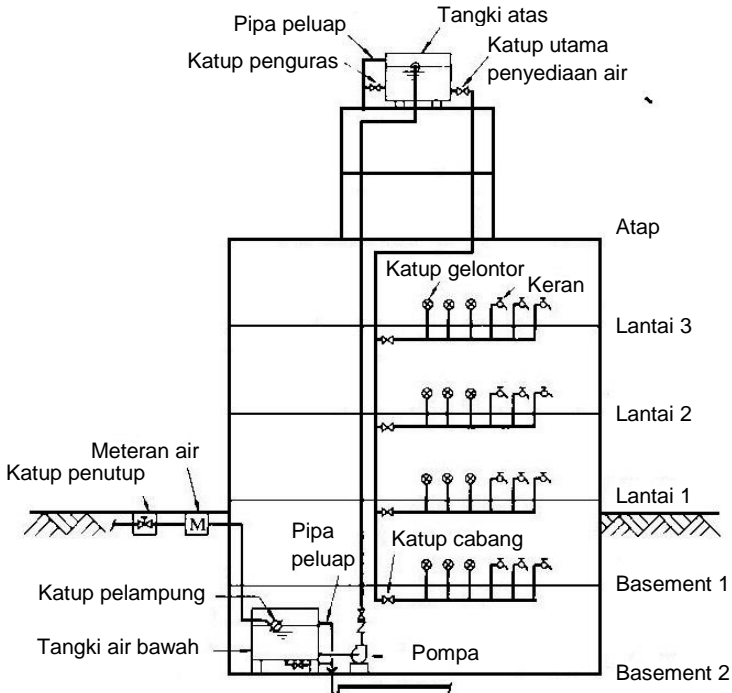 Pipa peluap
Tangki atas
Katup penguras
Katup utama
penyediaan air
Atap
Katup gelontor
Keran
Lantai 3
Lantai 2
Meteran air
Katup penutup
Lantai 1
M
Pipa
peluap
Katup cabang
Katup pelampung
Basement 1
Tangki air bawah
Pompa
Basement 2